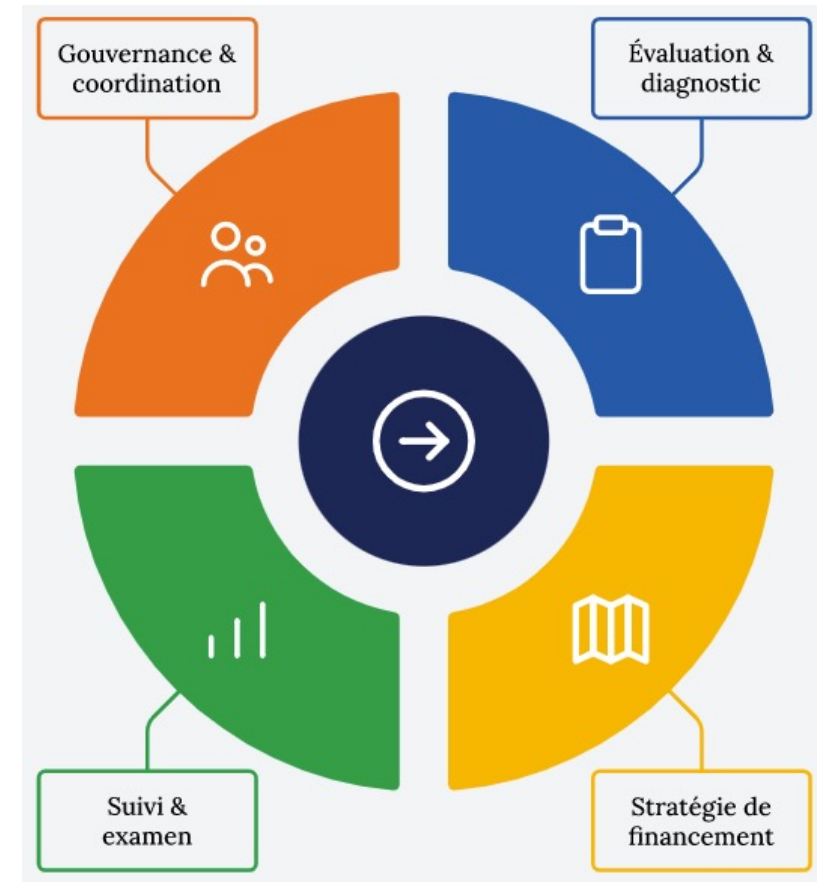 Gouvernance &
coordination
Évaluation &
diagnostic
Suivi &
examen
Stratégie de
financement